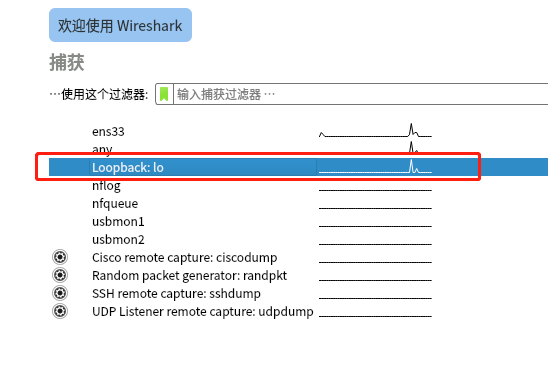 欢迎使用 Wireshark
捕获
…使用这个过滤器: 输入捕获过滤器 …
ens33
any
Loopback: lo
nflog
nfqueue
usbmon1
usbmon2
Cisco remote capture: ciscodump
Random packet generator: randpkt
SSH remote capture: sshdump
UDP Listener remote capture: udpdump